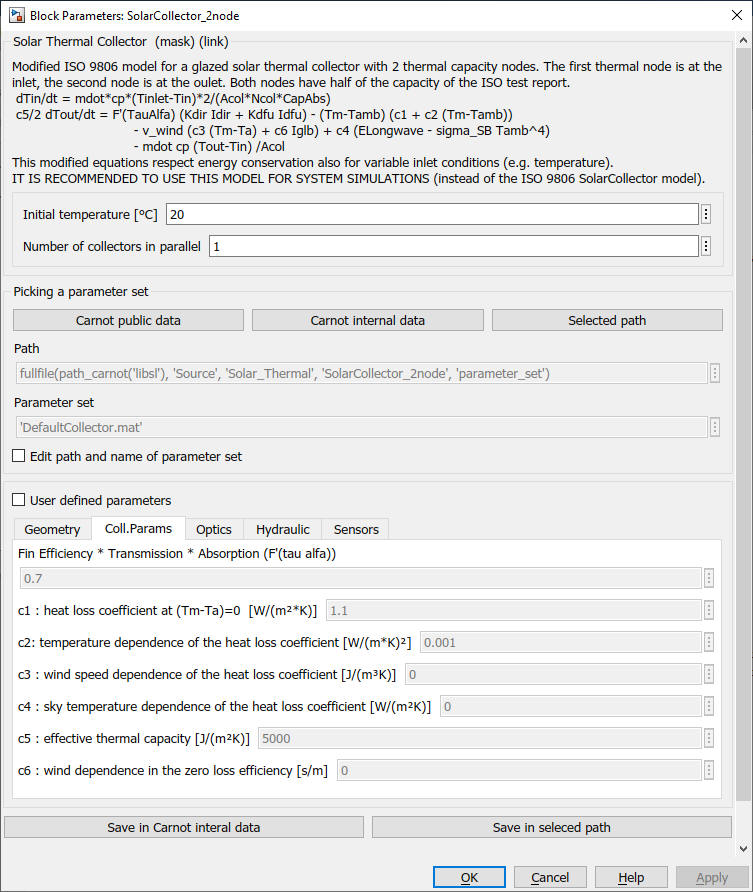 Block Parameters: SolarCollector_2node
Solar Thermal Collector (mask) (link)
Modified ISO 9806 model for a glazed solar thermal collector with 2 thermal capacity nodes. The first thermal node is at the
inlet, the second node is at the oulet. Both nodes have half of the capacity of the ISO test report.
dTin/dt = mdot*cp*(Tinlet-Tin)*2/(Acol*Ncol*CapAbs)
c5/2 dTout/dt = F'(TauAlfa) (Kdir Idir + Kdfu Idfu) - (Tm-Tamb) (c1 + c2 (Tm-Tamb))
- v_wind (c3 (Tm-Ta) + c6 Iglb) + c4 (ELongwave - sigma_SB Tamb^4)
- mdot cp (Tout-Tin) /Acol
This modified equations respect energy conservation also for variable inlet conditions (e.g. temperature).
IT IS RECOMMENDED TO USE THIS MODEL FOR SYSTEM SIMULATIONS (instead of the ISO 9806 SolarCollector model).
Initial temperature [°C] 20
Number of collectors in parallel 1
Picking a parameter set
Carnot public data Carnot internal data Selected path
Path
fullfile(path_carnot('libsl'), 'Source', 'Solar_Thermal', 'SolarCollector_2node', 'parameter_set')
Parameter set
'DefaultCollector.mat'
Edit path and name of parameter set
User defined parameters
Geometry Coll.Params Optics Hydraulic Sensors
Fin Efficiency * Transmission * Absorption (F'(tau alfa))
0.7
c1 : heat loss coefficient at (Tm-Ta)=0 [W/(m²*K)] 1.1
c2: temperature dependence of the heat loss coefficient [W/(m*K)²] 0.001
c3 : wind speed dependence of the heat loss coefficient [J/(m³K)] 0
c4 : sky temperature dependence of the heat loss coefficient [W/(m²K)] 0
c5 : effective thermal capacity [J/(m²K)] 5000
c6 : wind dependence in the zero loss efficiency [s/m] 0
Save in Carnot interal data Save in seleced path
OK Cancel Help Apply